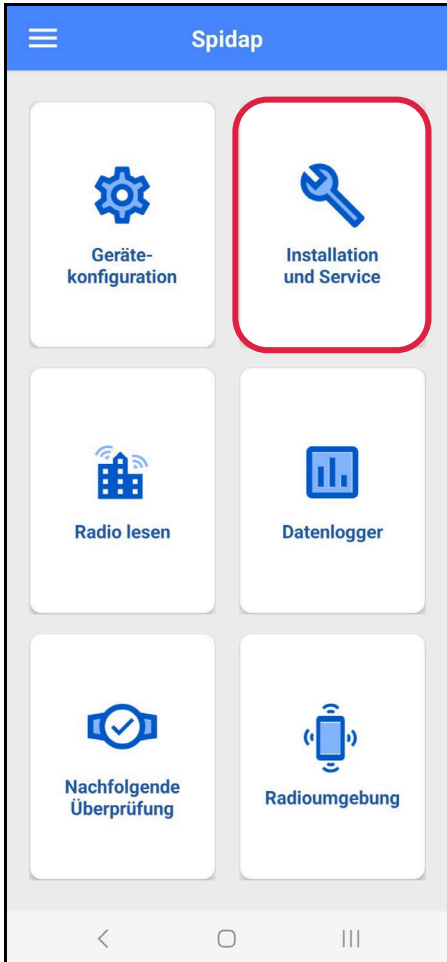 Spidap
Geräte-
konfiguration
Installation
und Service
Radio lesen
Datenlogger
Nachfolgende
Überprüfung
Radioumgebung